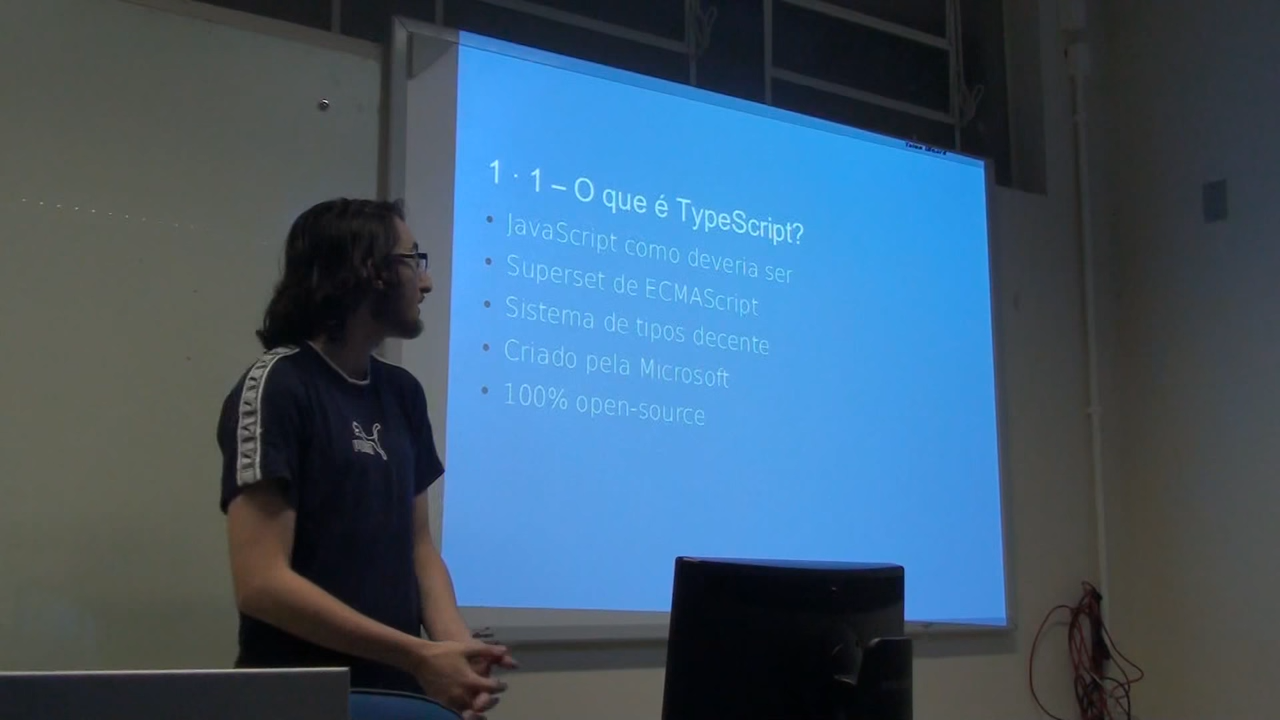 1 · 1 – O que é TypeScript?
JavaScript como deveria ser
Superset de ECMAScript
Sistema de tipos decente
Criado pela Microsoft
100% open-source
PUMA